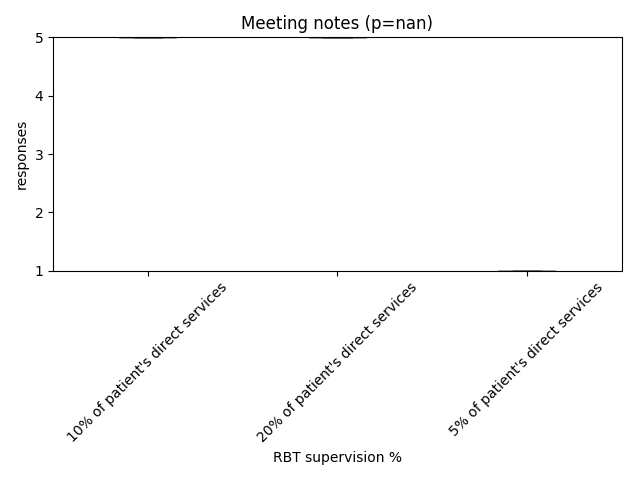 Meeting notes (p=nan)
responses
5
4
3
2
1
10% of patient's direct services
20% of patient's direct services
5% of patient's direct services
RBT supervision %